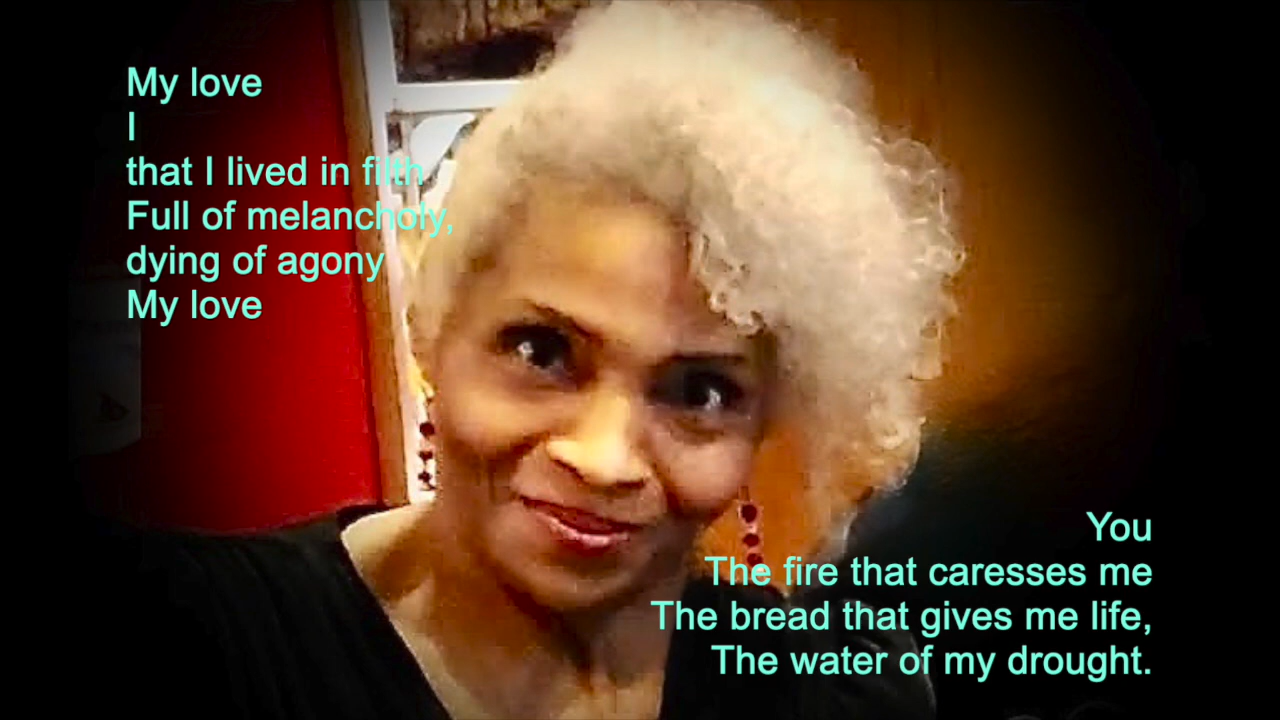 My love
I
that I lived in filth
Full of melancholy,
dying of agony
My love
You
The fire that caresses me
The bread that gives me life,
The water of my drought.